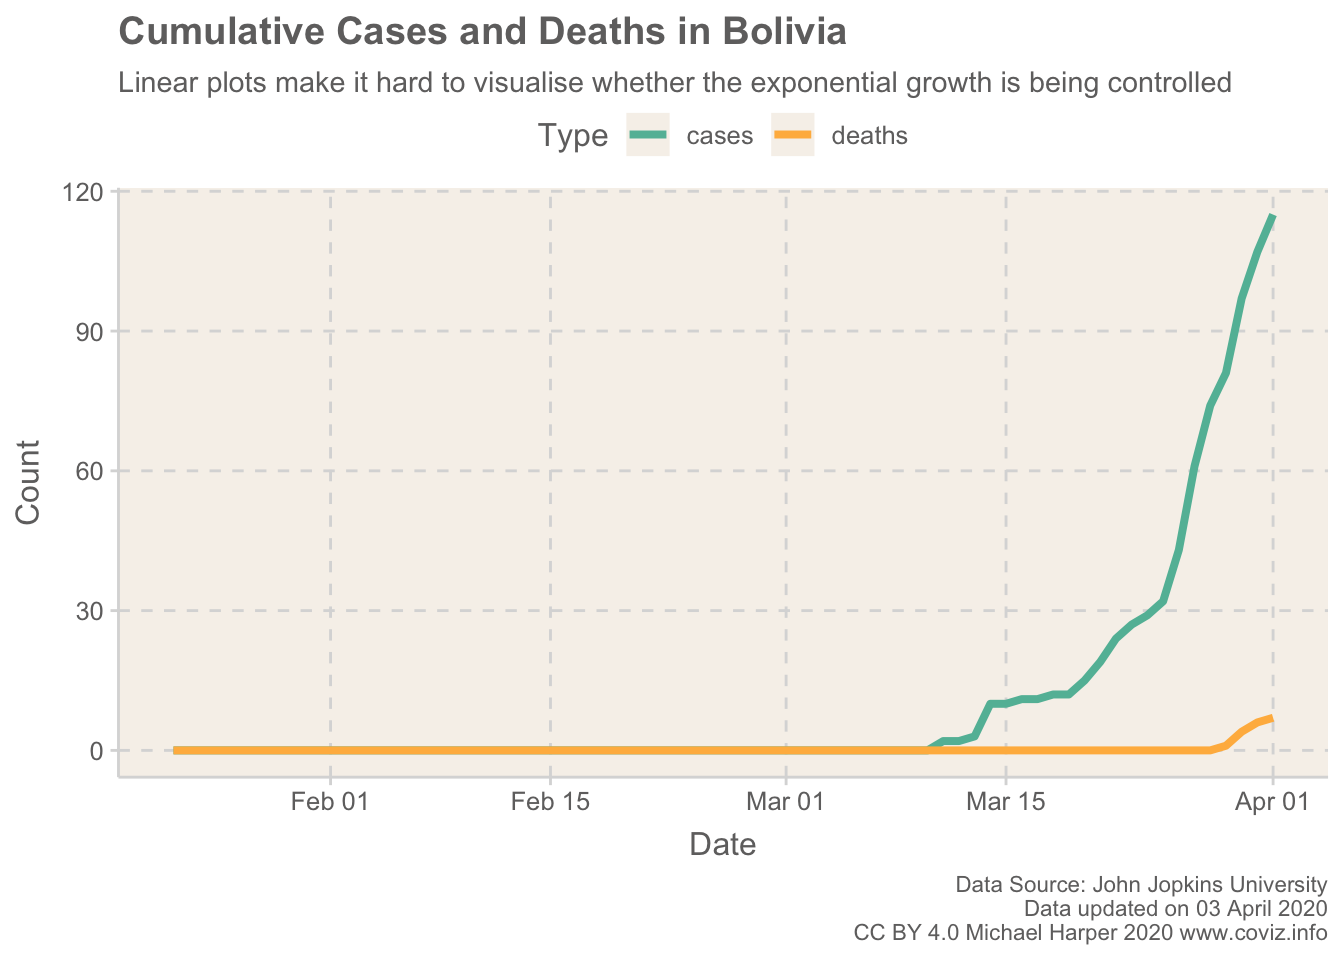 Cumulative Cases and Deaths in Bolivia
Linear plots make it hard to visualise whether the exponential growth is being controlled
Type cases deaths
120
90
60
30
0
Count
Feb 01 Feb 15 Mar 01 Mar 15 Apr 01
Date
Data Source: John Jopkins University
Data updated on 03 April 2020
CC BY 4.0 Michael Harper 2020 www.coviz.info